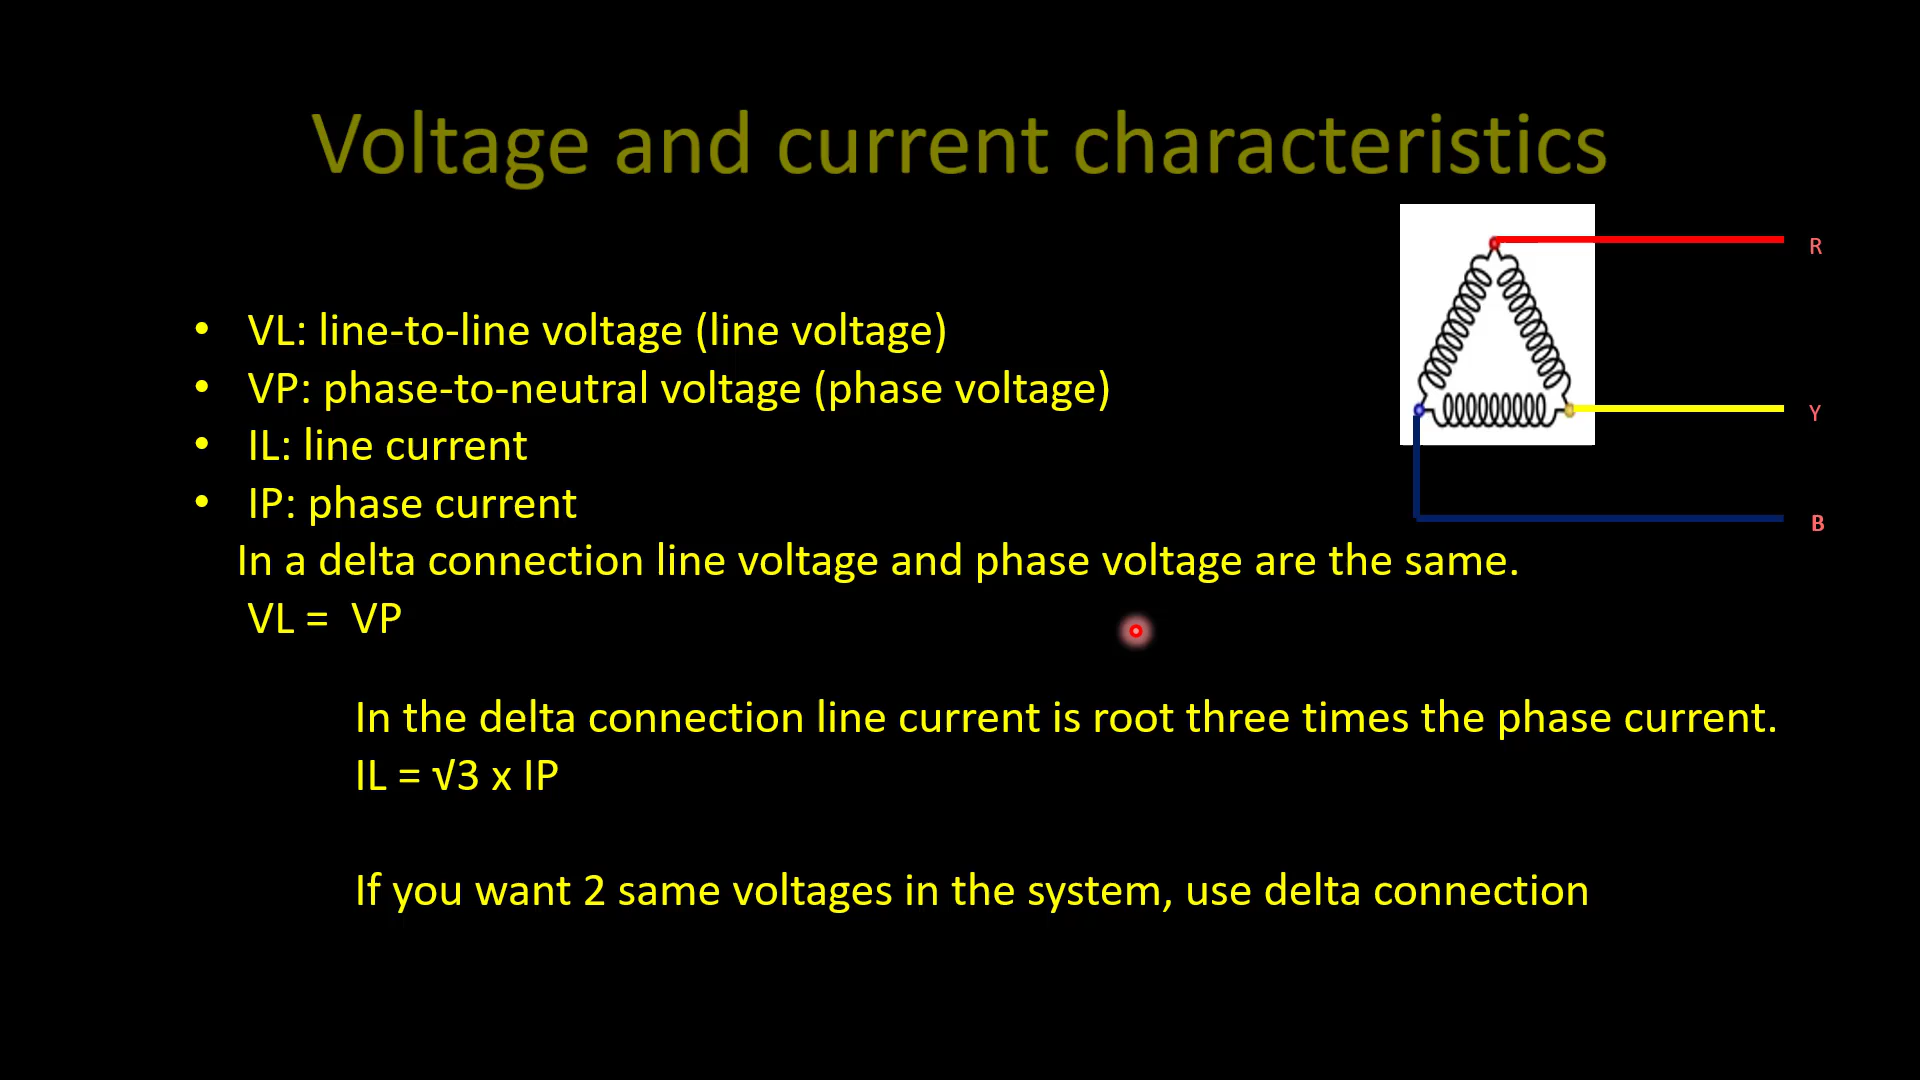 Voltage and current characteristics
R
• VL: line-to-line voltage (line voltage)
• VP: phase-to-neutral voltage (phase voltage)
Y
• IL: line current
• IP: phase current
B
In a delta connection line voltage and phase voltage are the same.
VL = VP
In the delta connection line current is root three times the phase current.
IL = √3 x IP
If you want 2 same voltages in the system, use delta connection